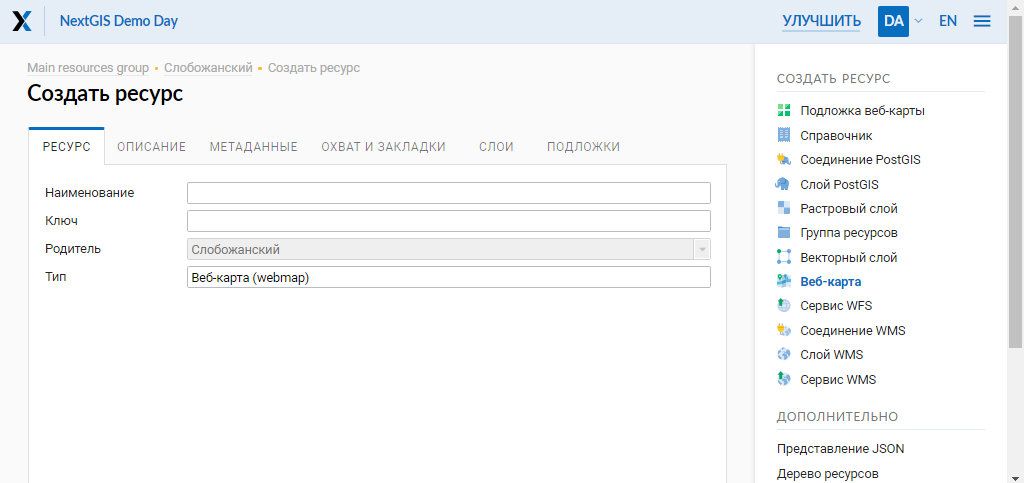 NextGIS Demo Day
УЛУЧШИТЬ
DA
EN
Main resources group • Слобожанский • Создать ресурс
Создать ресурс
РЕСУРС
ОПИСАНИЕ
МЕТАДАННЫЕ
ОХВАТ И ЗАКЛАДКИ
СЛОИ
ПОДЛОЖКИ
Наименование
Ключ
Родитель
Слобожанский
Тип
Веб-карта (webmap)
СОЗДАТЬ РЕСУРС
Подложка веб-карты
Справочник
Соединение PostGIS
Слой PostGIS
Растровый слой
Группа ресурсов
Векторный слой
Веб-карта
Сервис WFS
Соединение WMS
Слой WMS
Сервис WMS
ДОПОЛНИТЕЛЬНО
Представление JSON
Дерево ресурсов